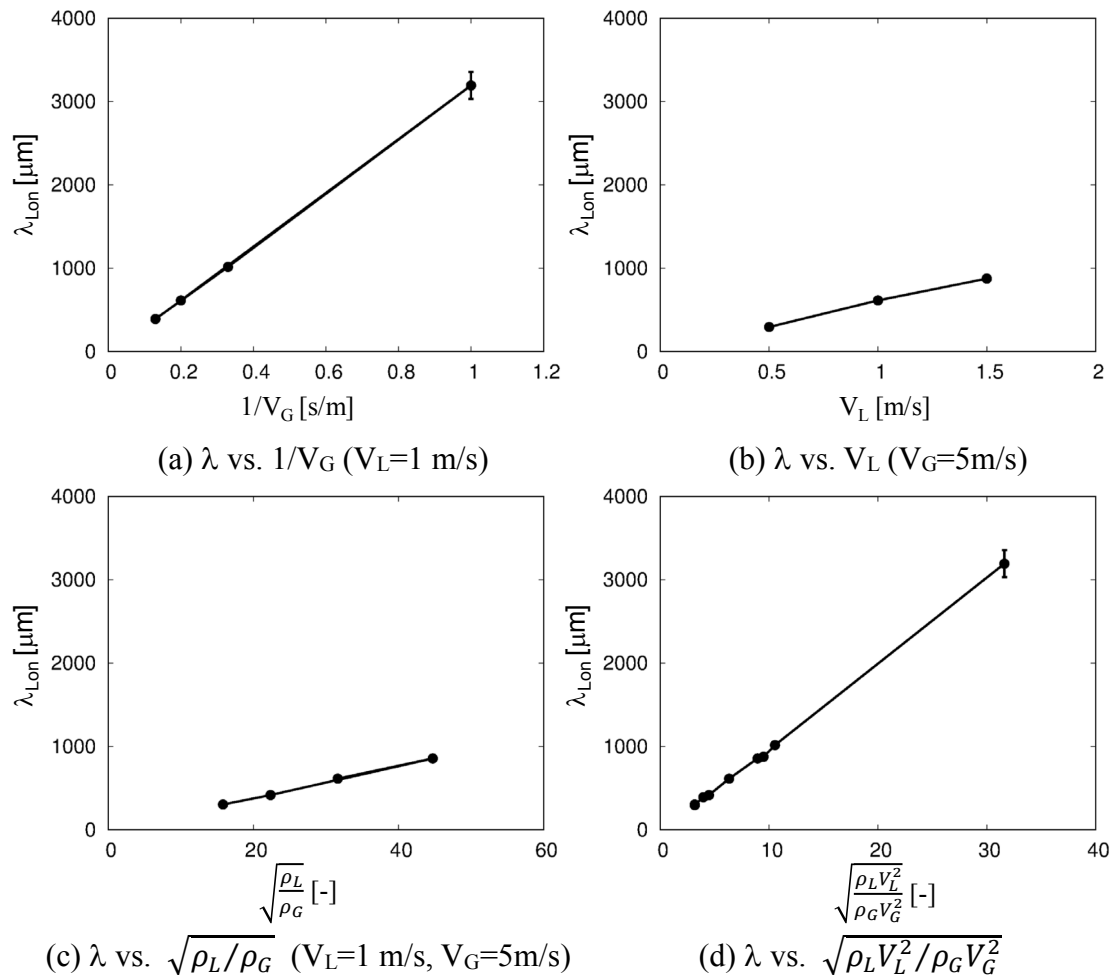 4000
3000
2000
1000
0
λLon [μm]
0 0.2 0.4 0.6 0.8 1 1.2
1/VG [s/m]
(a) λ vs. 1/VG (VL=1 m/s)
4000
3000
2000
1000
0
λLon [μm]
0 0.5 1 1.5 2
VL [m/s]
(b) λ vs. VL (VG=5m/s)
4000
3000
2000
1000
0
λLon [μm]
0 20 40 60
√(ρL/ρG) [-]
(c) λ vs. √ρL/ρG (VL=1 m/s, VG=5m/s)
4000
3000
2000
1000
0
λLon [μm]
0 10 20 30 40
√(ρLVL²/ρGVG²) [-]
(d) λ vs. √ρLVL²/ρGVG²